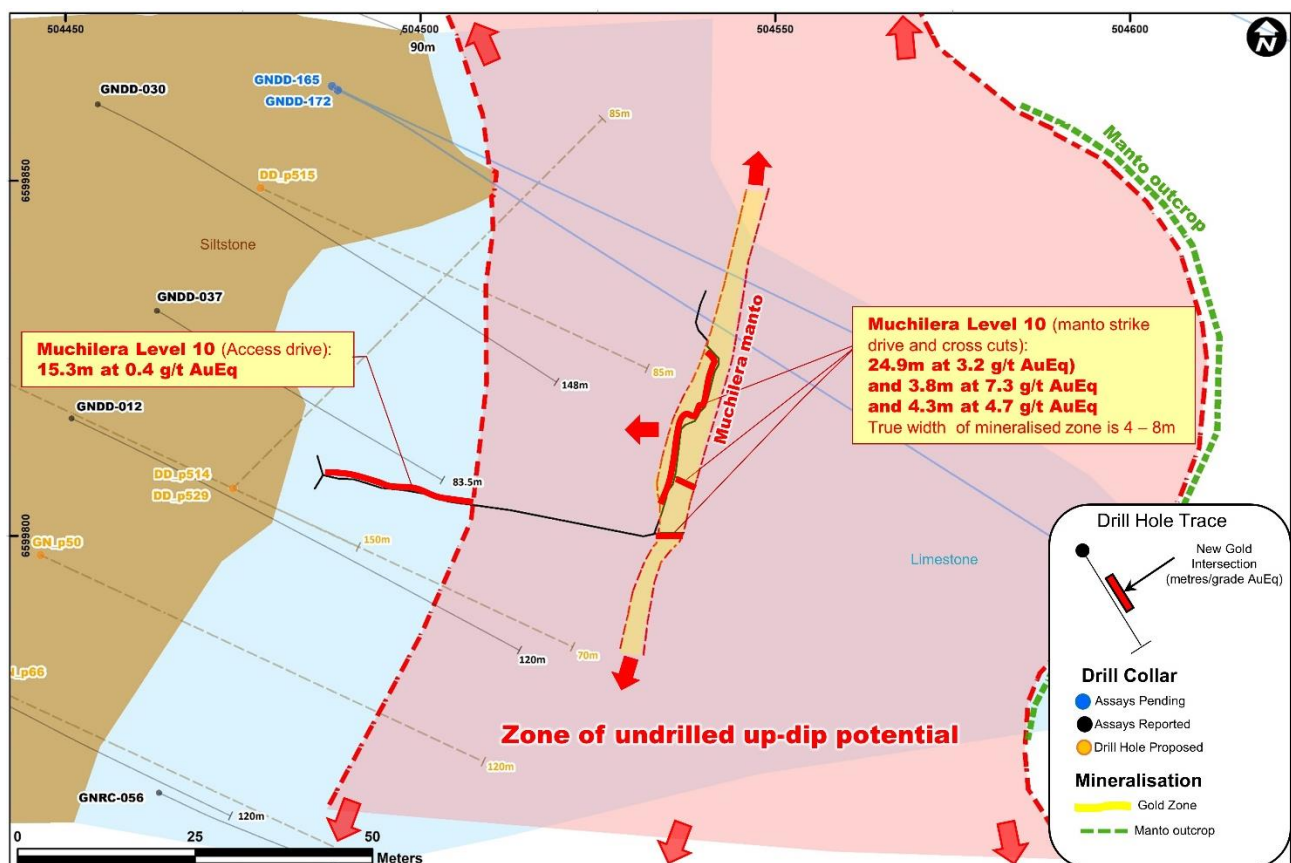 504450
504500
504550
504600
N
90m
GNDD-165
GNDD-172
GNDD-030
85m
Manto outcrop
6599850
DD_p515
Siltstone
GNDD-037
Muchilera manto
Muchilera Level 10 (Access drive):
15.3m at 0.4 g/t AuEq
Muchilera Level 10 (manto strike
drive and cross cuts):
24.9m at 3.2 g/t AuEq)
and 3.8m at 7.3 g/t AuEq
and 4.3m at 4.7 g/t AuEq
True width of mineralised zone is 4 – 8m
85m
148m
GNDD-012
DD_p514
DD_p529
83.5m
6599800
GN_p50
150m
Limestone
70m
120m
N_p66
Zone of undrilled up-dip potential
120m
GNRC-056
120m
0
25
50
Meters
Drill Hole Trace
New Gold
Intersection
(metres/grade AuEq)
Drill Collar
Assays Pending
Assays Reported
Drill Hole Proposed
Mineralisation
Gold Zone
Manto outcrop